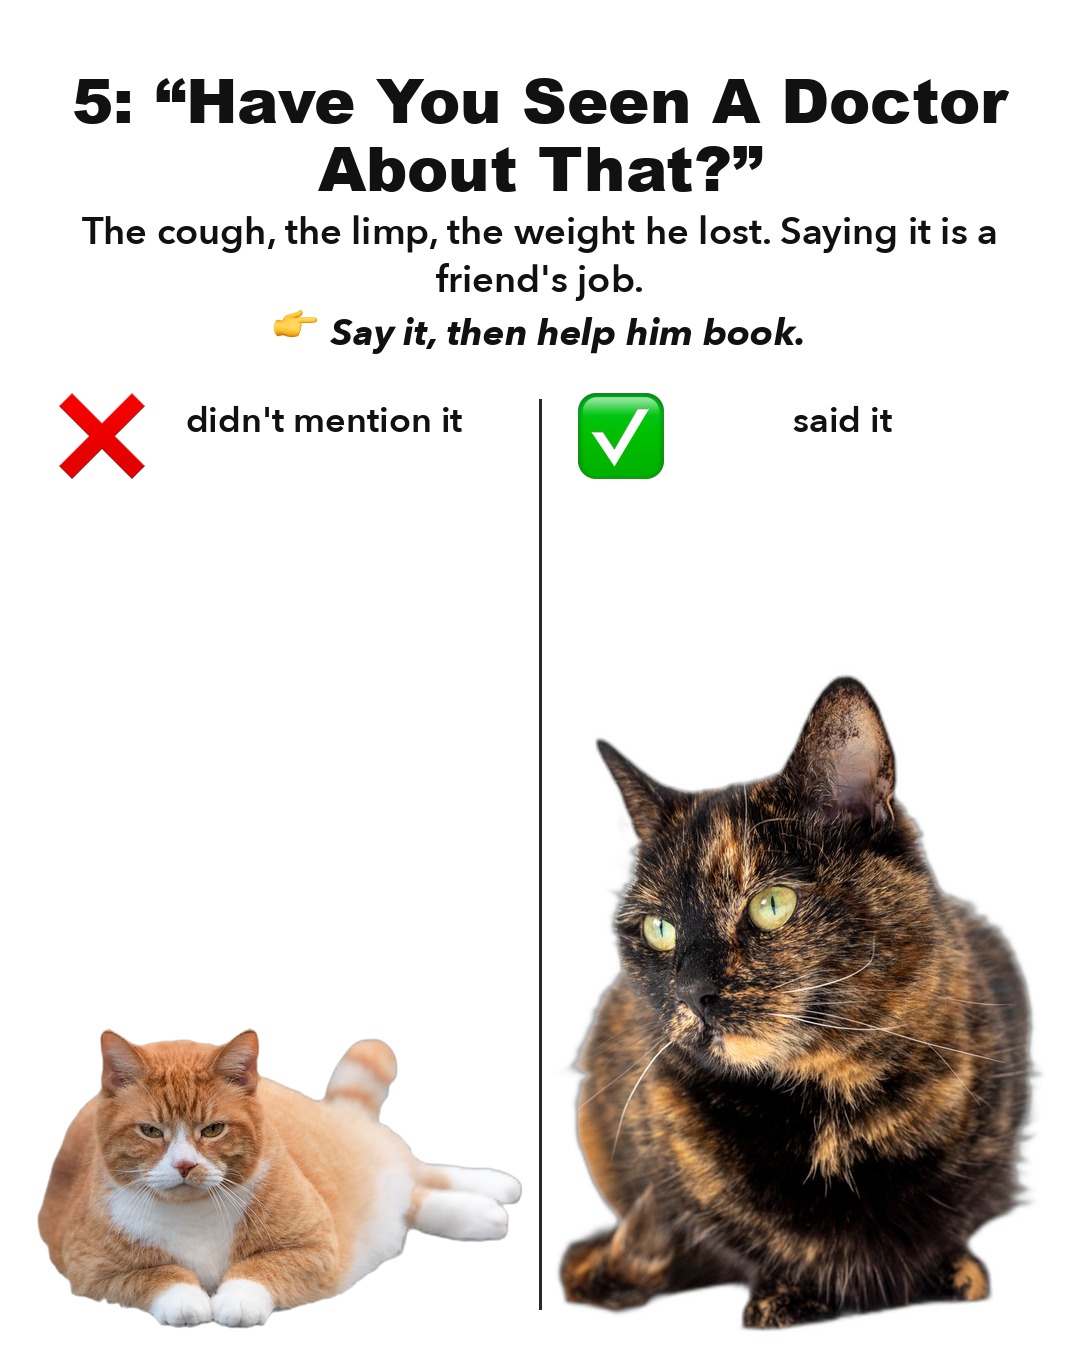 5: “Have You Seen A Doctor
About That?”
The cough, the limp, the weight he lost. Saying it is a
friend's job.
👉 Say it, then help him book.
❌ didn't mention it
✅ said it